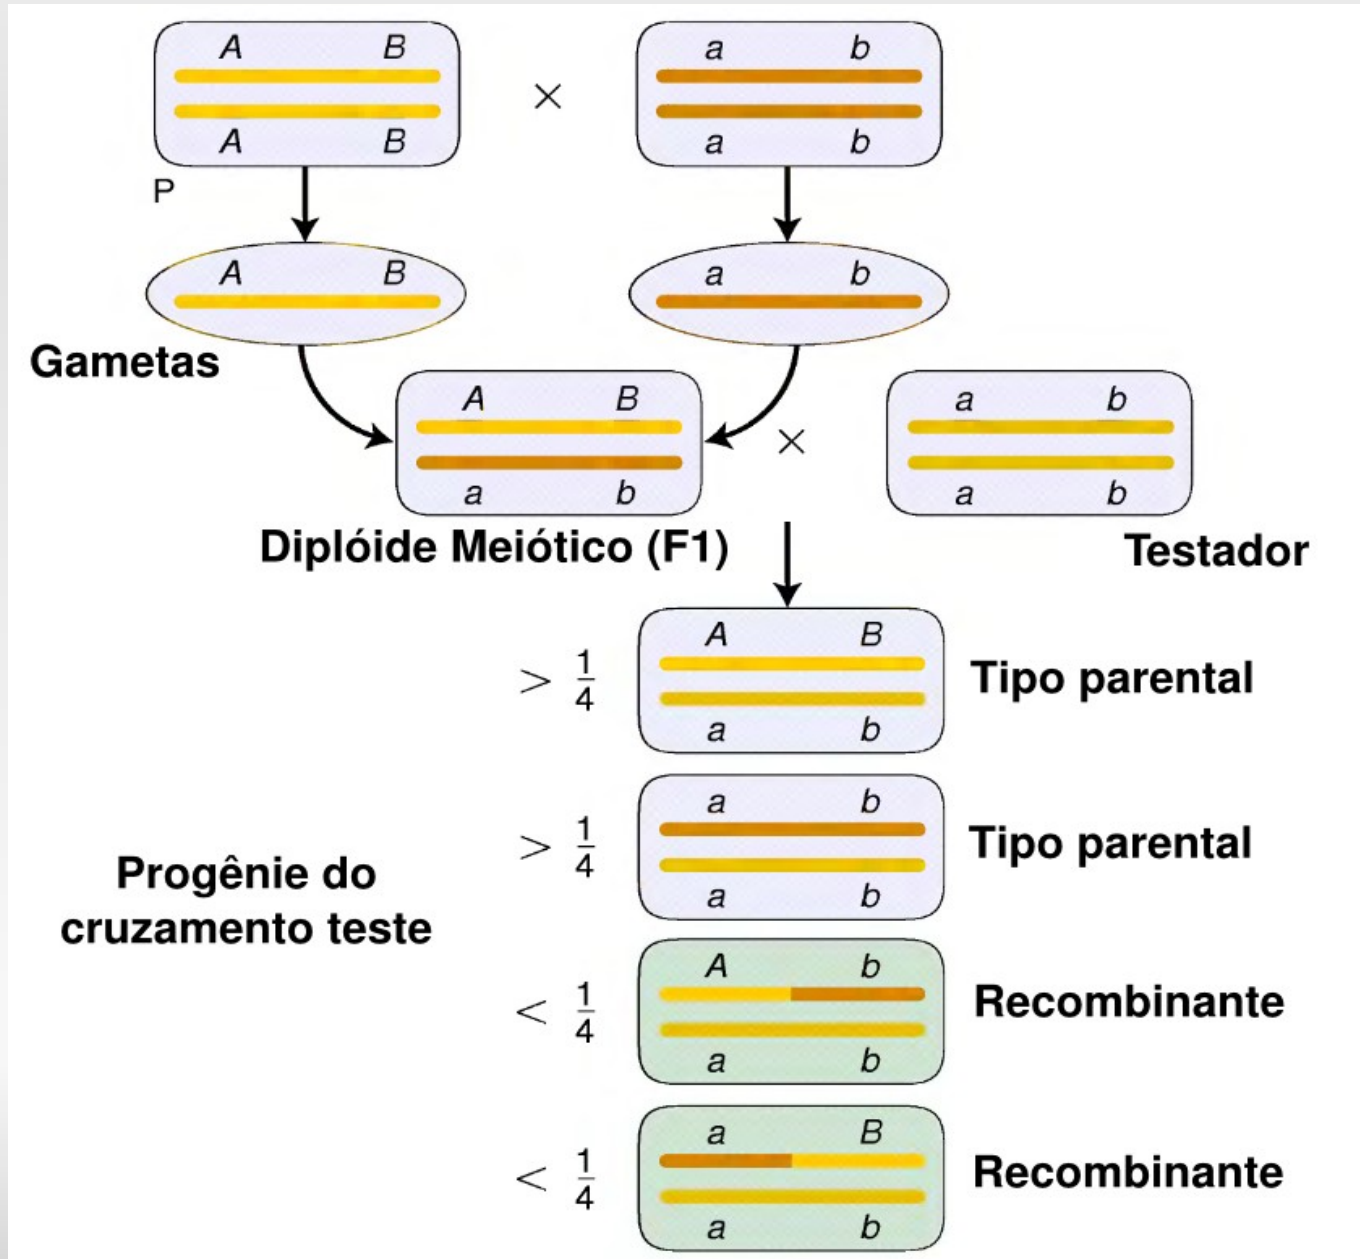 A B a b
×
A B a b
P
A B a b
Gametas
A B a b
×
a b a b
Diplóide Meiótico (F1)
Testador
A B
> 1/4 Tipo parental
a b
a b
> 1/4 Tipo parental
a b
Progênie do
cruzamento teste
A b
< 1/4 Recombinante
a b
a B
< 1/4 Recombinante
a b